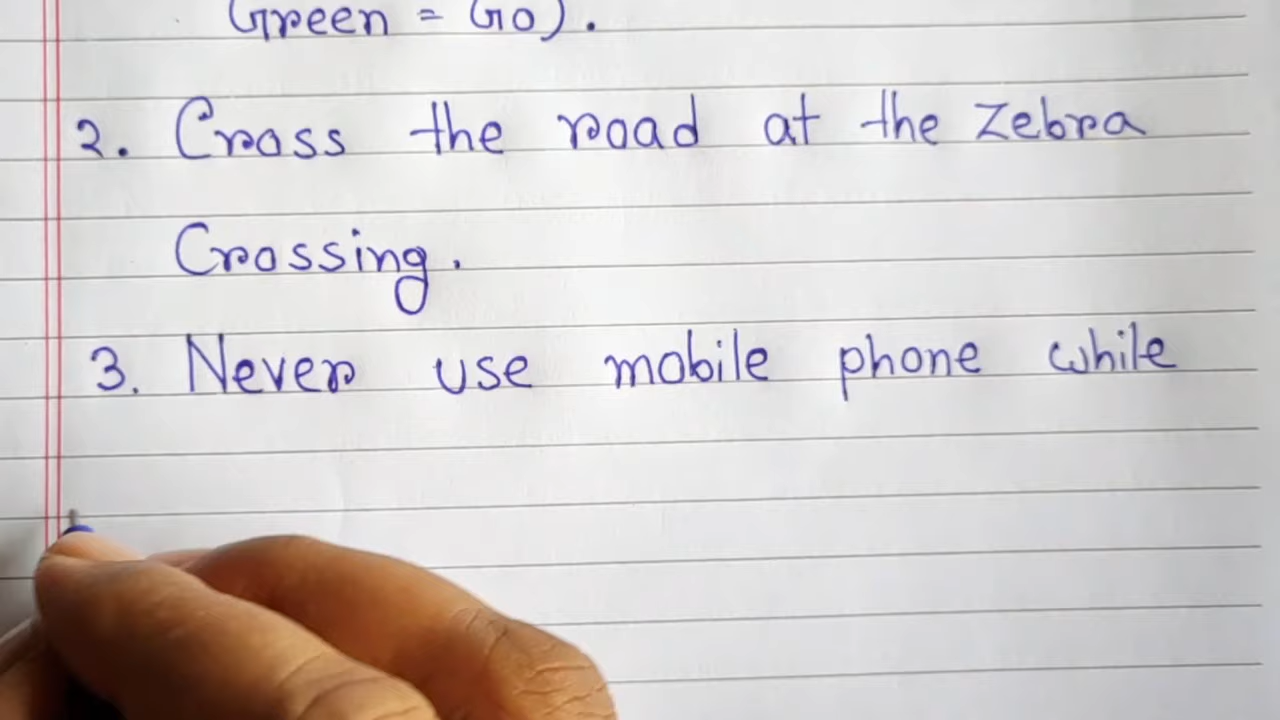 Green = Go).
2. Cross the road at the zebra
Crossing.
3. Never use mobile phone while